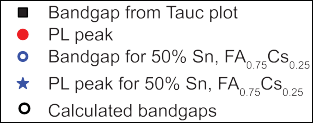 Bandgap from Tauc plot
PL peak
Bandgap for 50% Sn, FA0.75Cs0.25
PL peak for 50% Sn, FA0.75Cs0.25
Calculated bandgaps